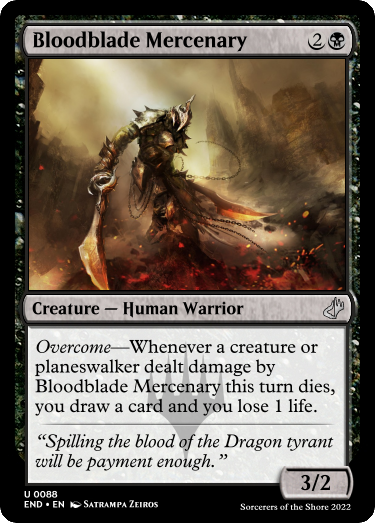 Bloodblade Mercenary 2
Creature — Human Warrior
Overcome—Whenever a creature or
planeswalker dealt damage by
Bloodblade Mercenary this turn dies,
you draw a card and you lose 1 life.
“Spilling the blood of the Dragon tyrant
will be payment enough.”
3/2
U 0088
END • EN Satrampa Zeiros
Sorcerers of the Shore 2022